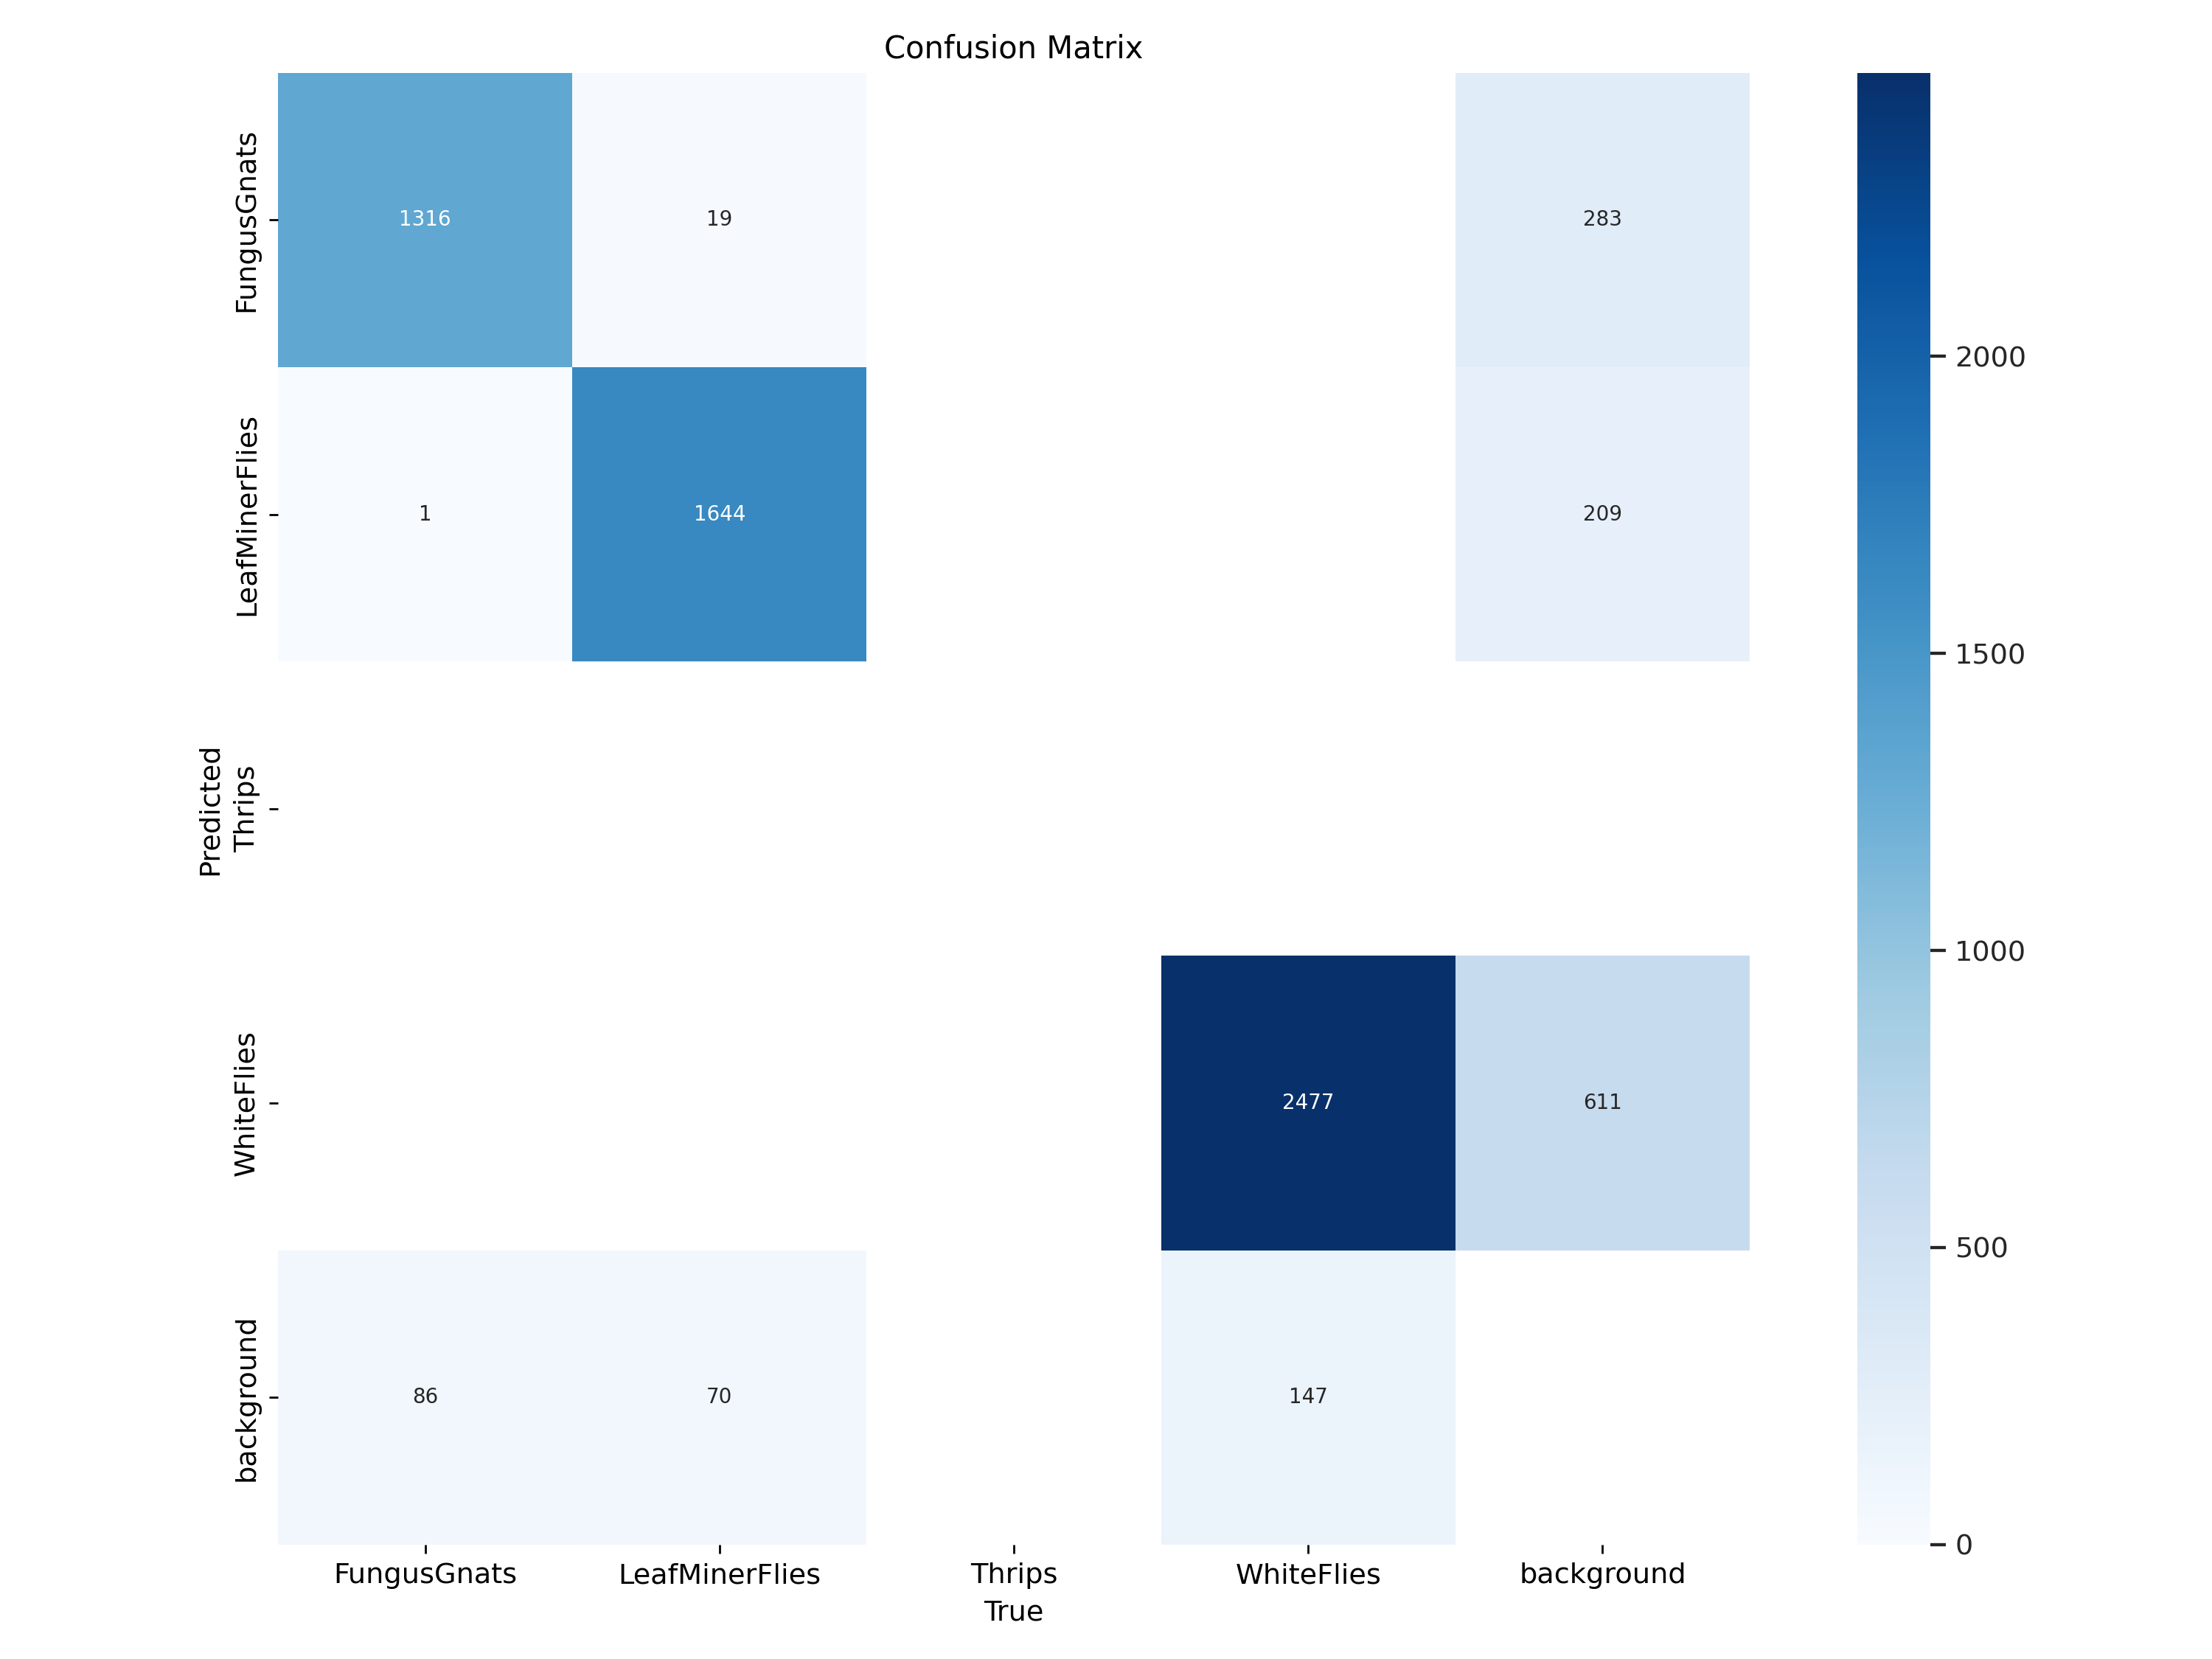 Confusion Matrix
FungusGnats
1316
19
283
LeafMinerFlies
1
1644
209
Predicted
Thrips
WhiteFlies
2477
611
background
86
70
147
FungusGnats
LeafMinerFlies
Thrips
WhiteFlies
background
True
2000
1500
1000
500
0